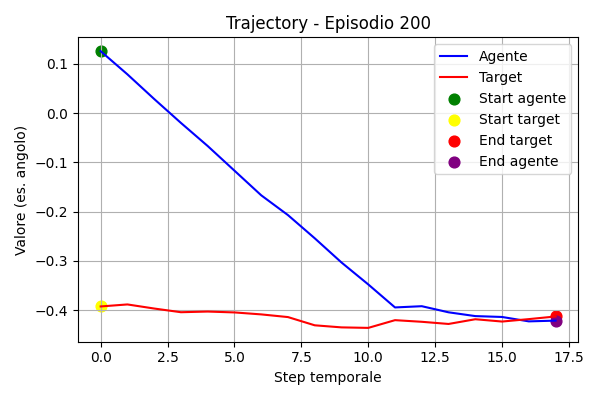 Trajectory - Episodio 200
Valore (es. angolo)
0.1
0.0
−0.1
−0.2
−0.3
−0.4
Agente
Target
Start agente
Start target
End target
End agente
0.0 2.5 5.0 7.5 10.0 12.5 15.0 17.5
Step temporale